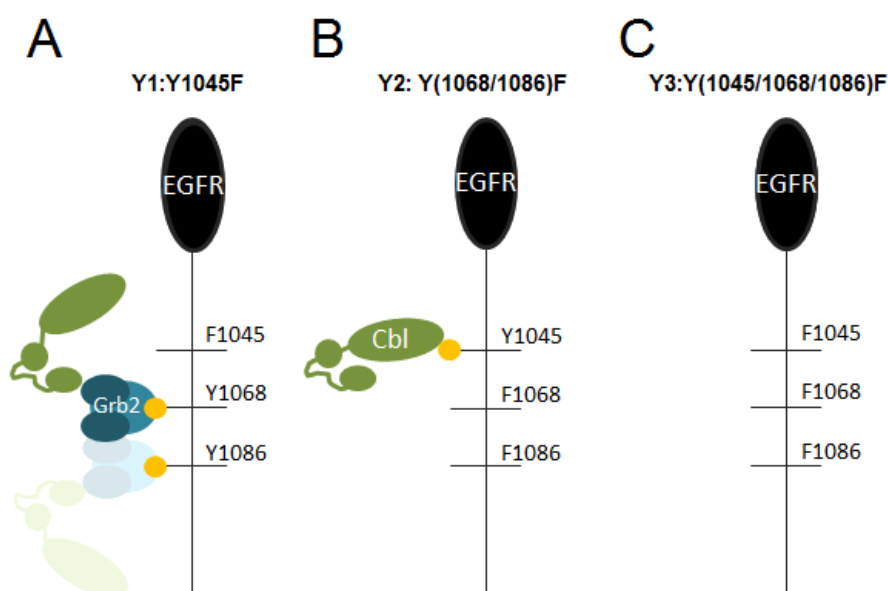 A
Y1:Y1045F
EGFR
F1045
Y1068
Grb2
Y1086
B
Y2: Y(1068/1086)F
EGFR
Cbl
Y1045
F1068
F1086
C
Y3:Y(1045/1068/1086)F
EGFR
F1045
F1068
F1086